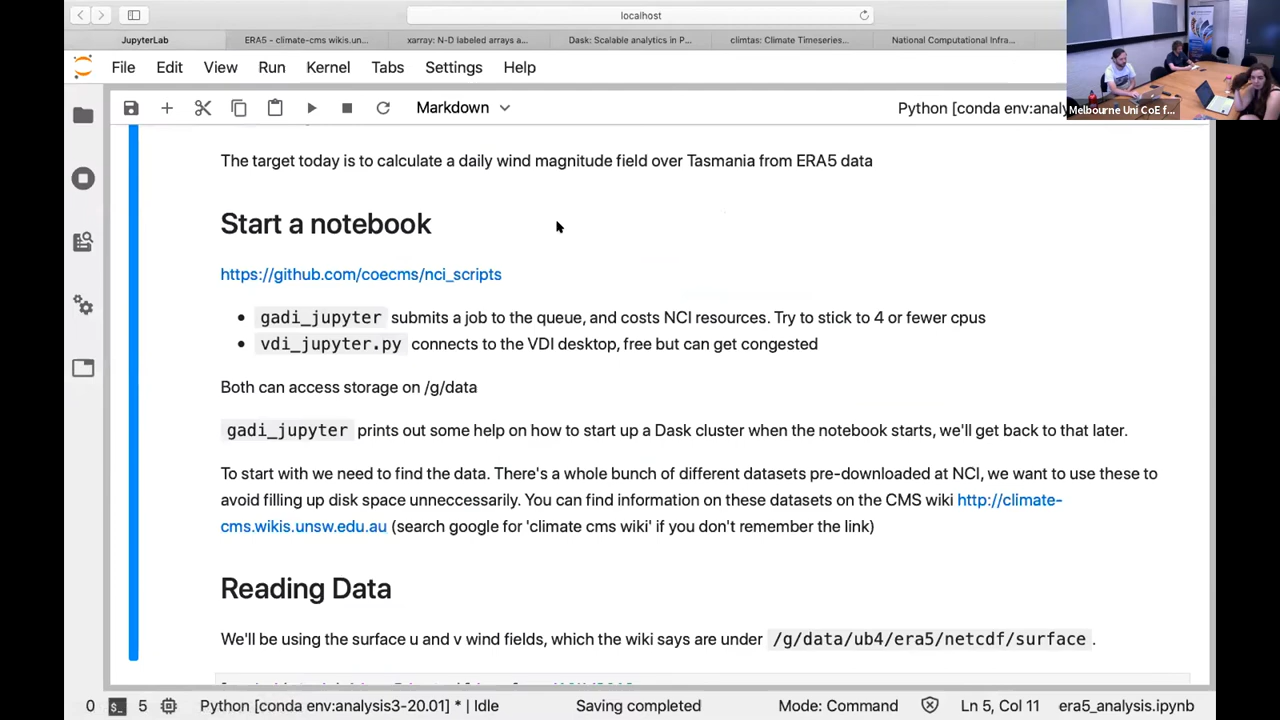 localhost
JupyterLab
ERA5 - climate-cms wikis.un...
xarray: N-D labeled arrays a...
Dask: Scalable analytics in P...
climtas: Climate Timeseries...
National Computational Infra...
File Edit View Run Kernel Tabs Settings Help
Markdown
Python [conda env:analy
Melbourne Uni CoE f...
The target today is to calculate a daily wind magnitude field over Tasmania from ERA5 data
Start a notebook
https://github.com/coecms/nci_scripts
• gadi_jupyter submits a job to the queue, and costs NCI resources. Try to stick to 4 or fewer cpus
• vdi_jupyter.py connects to the VDI desktop, free but can get congested
Both can access storage on /g/data
gadi_jupyter prints out some help on how to start up a Dask cluster when the notebook starts, we'll get back to that later.
To start with we need to find the data. There's a whole bunch of different datasets pre-downloaded at NCI, we want to use these to
avoid filling up disk space unneccessarily. You can find information on these datasets on the CMS wiki http://climate-
cms.wikis.unsw.edu.au (search google for 'climate cms wiki' if you don't remember the link)
Reading Data
We'll be using the surface u and v wind fields, which the wiki says are under /g/data/ub4/era5/netcdf/surface .
0 $_ 5 Python [conda env:analysis3-20.01] * | Idle
Saving completed
Mode: Command
Ln 5, Col 11
era5_analysis.ipynb